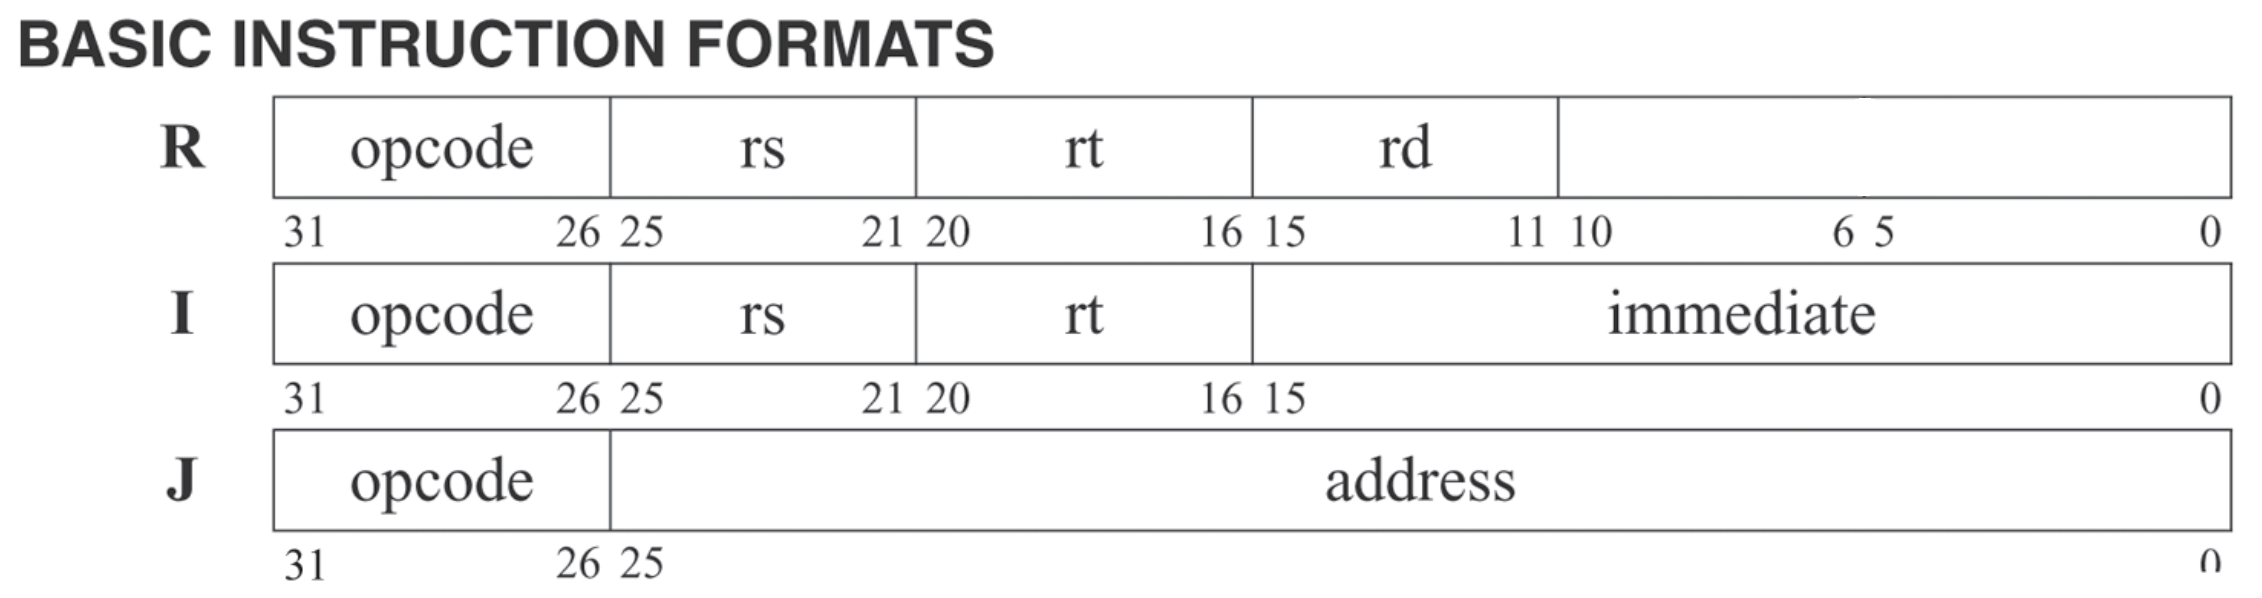 BASIC INSTRUCTION FORMATS
R opcode rs rt rd
31 26 25 21 20 16 15 11 10 6 5 0
I opcode rs rt immediate
31 26 25 21 20 16 15 0
J opcode address
31 26 25 0